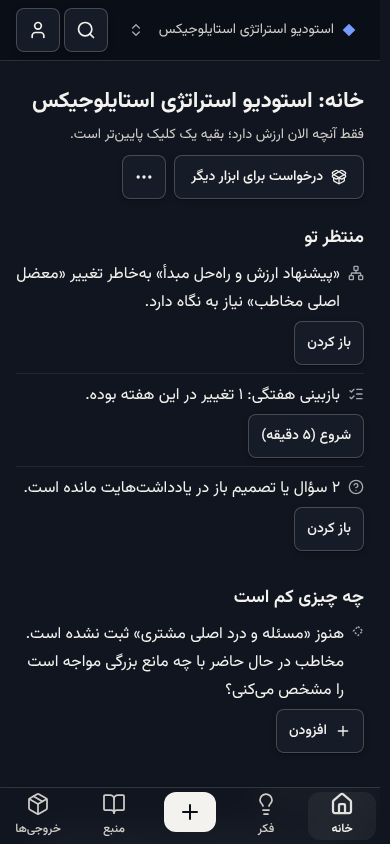 استودیو استراتژی استایلوجیکس
خانه: استودیو استراتژی استایلوجیکس
فقط آنچه الان ارزش دارد؛ بقیه یک کلیک پایین‌تر است.
درخواست برای ابزار دیگر
منتظر تو
«پیشنهاد ارزش و راه‌حل مبدأ» به‌خاطر تغییر «معضل
اصلی مخاطب» نیاز به نگاه دارد.
باز کردن
بازبینی هفتگی: ۱ تغییر در این هفته بوده.
شروع (۵ دقیقه)
۲ سؤال یا تصمیم باز در یادداشت‌هایت مانده است.
باز کردن
چه چیزی کم است
هنوز «مسئله و درد اصلی مشتری» ثبت نشده است.
مخاطب در حال حاضر با چه مانع بزرگی مواجه است
را مشخص می‌کنی؟
افزودن
خانه
فکر
منبع
خروجی‌ها